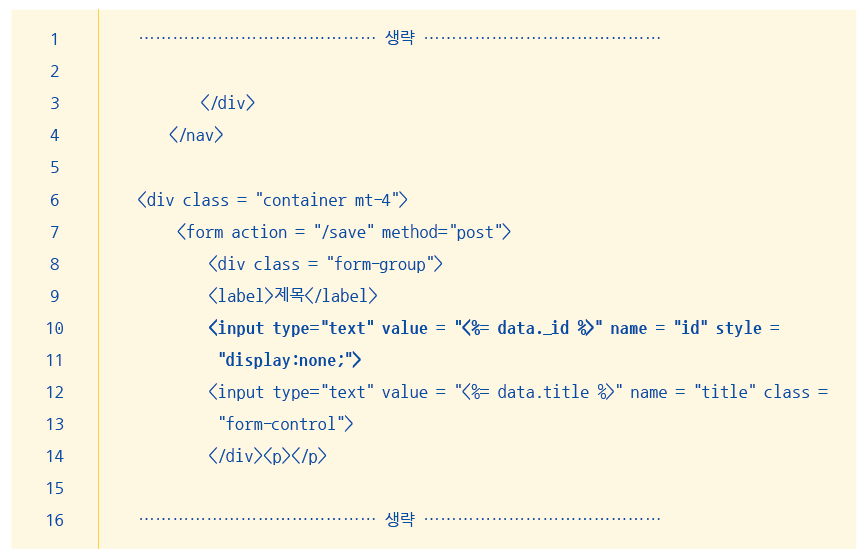 1 ……………………………………… 생략 ………………………………………
2
3 </div>
4 </nav>
5
6 <div class = "container mt-4">
7 <form action = "/save" method="post">
8 <div class = "form-group">
9 <label>제목</label>
10 <input type="text" value = "<%= data._id %>" name = "id" style =
11 "display:none;">
12 <input type="text" value = "<%= data.title %>" name = "title" class =
13 "form-control">
14 </div><p></p>
15
16 ……………………………………… 생략 ………………………………………